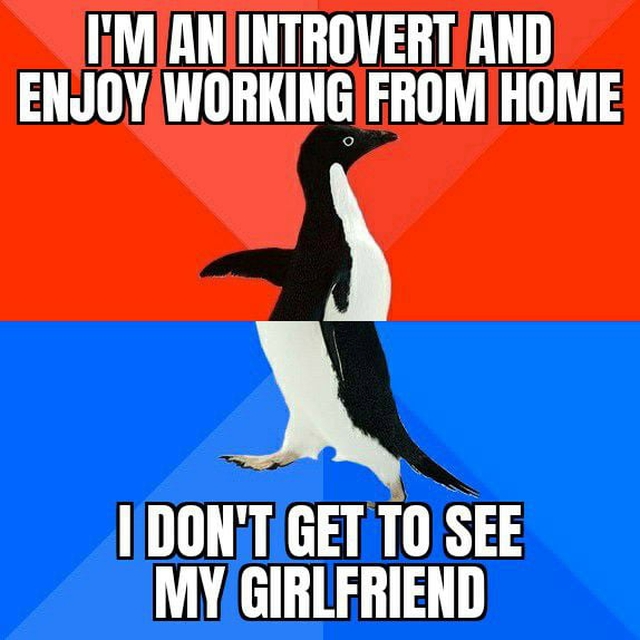 I'M AN INTROVERT AND
ENJOY WORKING FROM HOME
I DON'T GET TO SEE
MY GIRLFRIEND